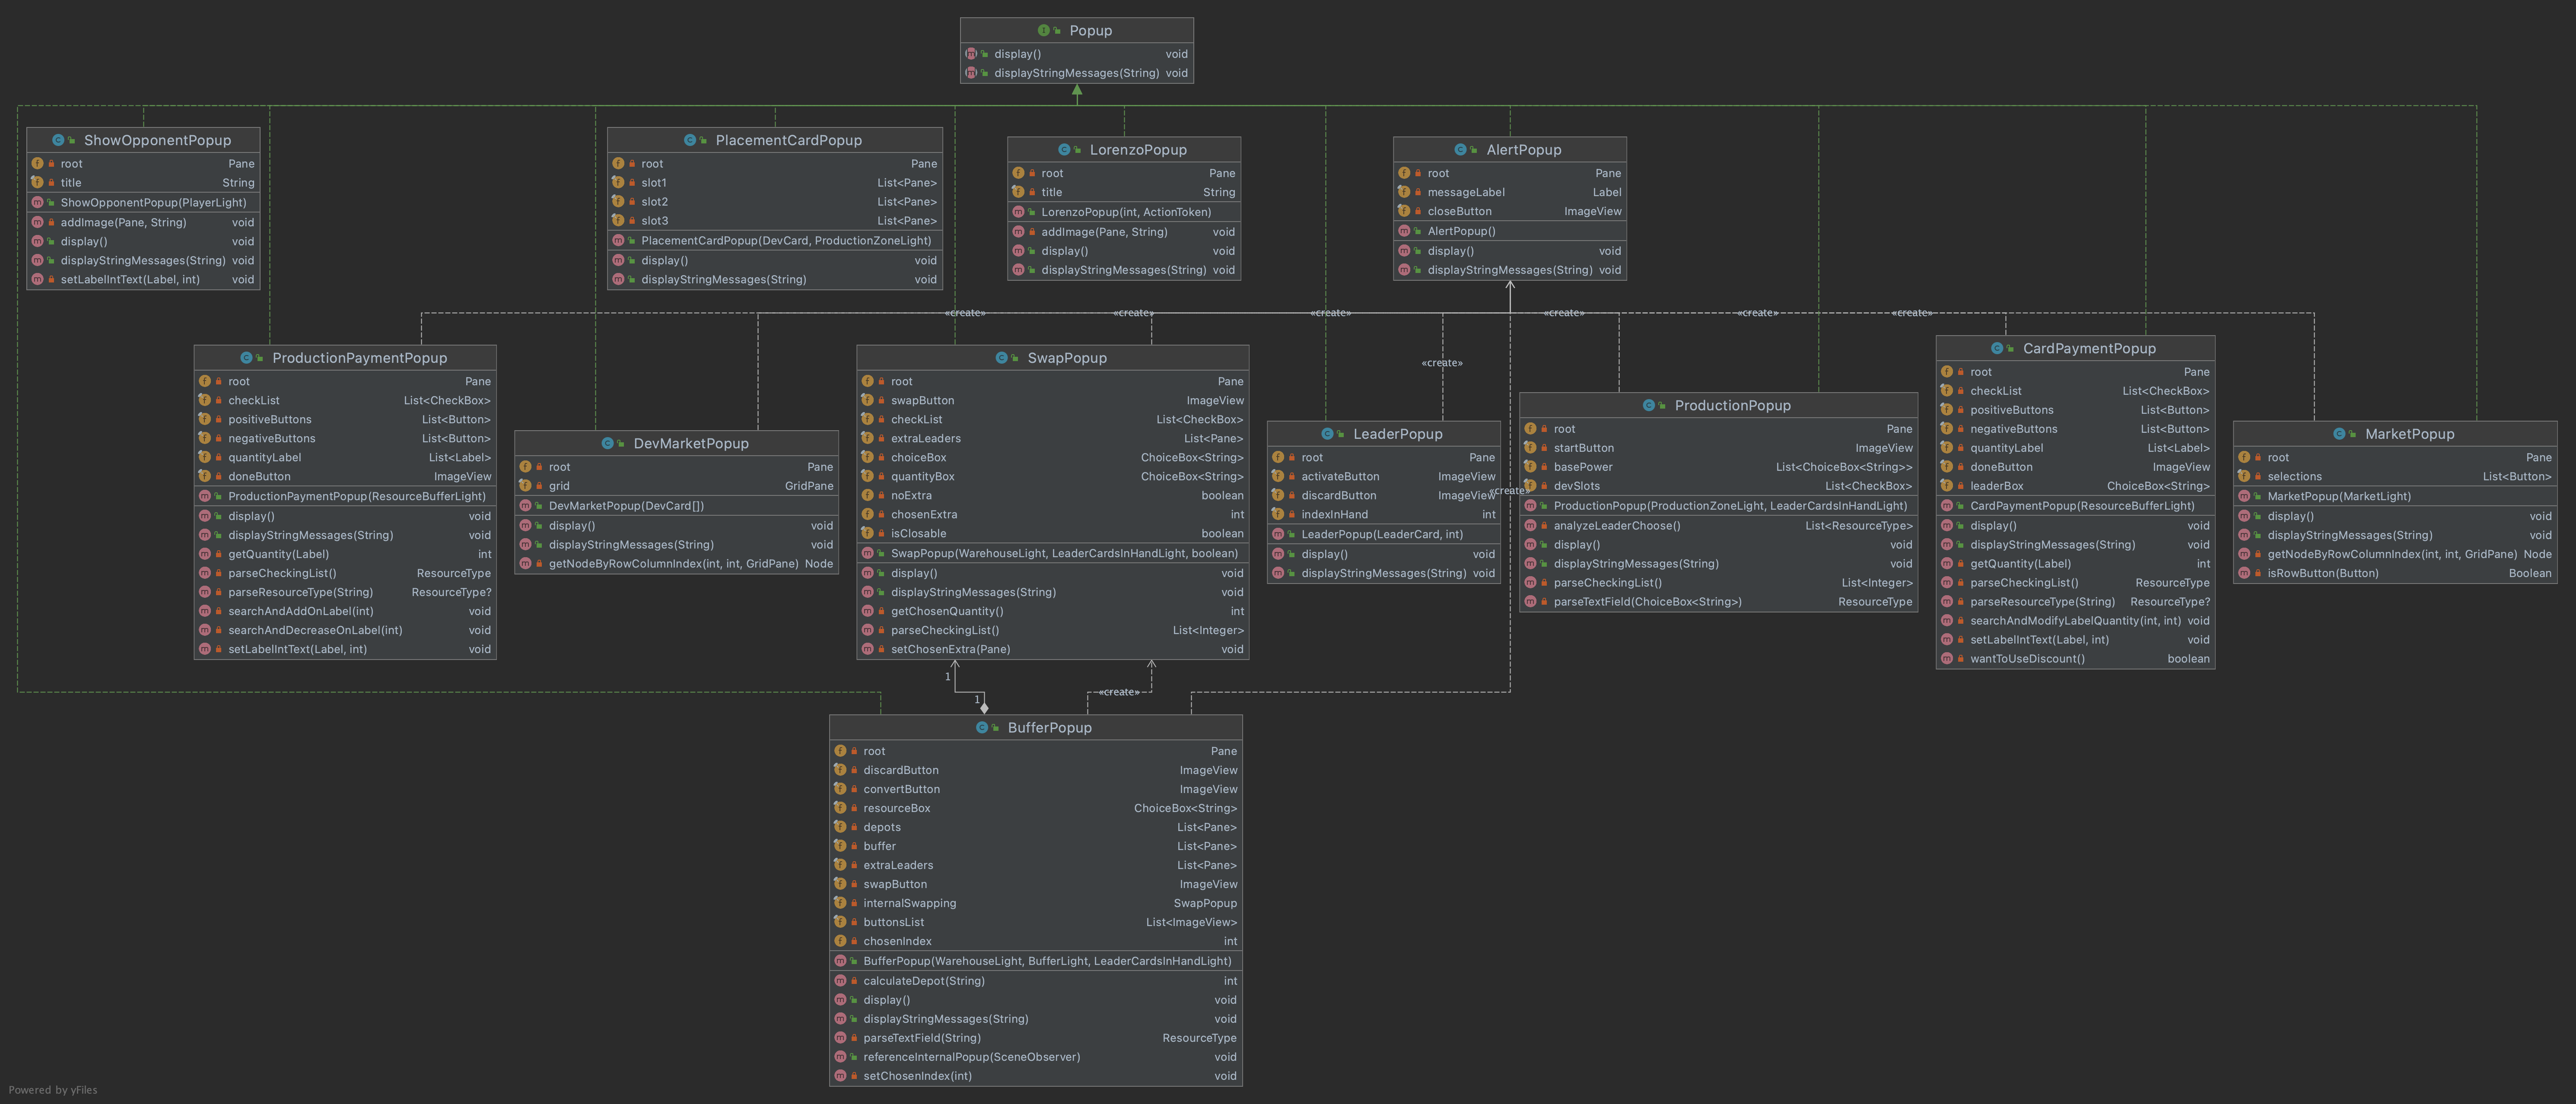 Popup
display() void
displayStringMessages(String) void
ShowOpponentPopup
root Pane
title String
ShowOpponentPopup(PlayerLight)
addImage(Pane, String) void
display() void
displayStringMessages(String) void
setLabelIntText(Label, int) void
PlacementCardPopup
root Pane
slot1 List<Pane>
slot2 List<Pane>
slot3 List<Pane>
PlacementCardPopup(DevCard, ProductionZoneLight)
display() void
displayStringMessages(String) void
LorenzoPopup
root Pane
title String
LorenzoPopup(int, ActionToken)
addImage(Pane, String) void
display() void
displayStringMessages(String) void
AlertPopup
root Pane
messageLabel Label
closeButton ImageView
AlertPopup()
display() void
displayStringMessages(String) void
«create»
«create»
«create»
«create»
«create»
«create»
«create»
ProductionPaymentPopup
root Pane
checkList List<CheckBox>
positiveButtons List<Button>
negativeButtons List<Button>
quantityLabel List<Label>
doneButton ImageView
ProductionPaymentPopup(ResourceBufferLight)
display() void
displayStringMessages(String) void
getQuantity(Label) int
parseCheckingList() ResourceType
parseResourceType(String) ResourceType?
searchAndAddOnLabel(int) void
searchAndDecreaseOnLabel(int) void
setLabelIntText(Label, int) void
DevMarketPopup
root Pane
grid GridPane
DevMarketPopup(DevCard[])
display() void
displayStringMessages(String) void
getNodeByRowColumnIndex(int, int, GridPane) Node
SwapPopup
root Pane
swapButton ImageView
checkList List<CheckBox>
extraLeaders List<Pane>
choiceBox ChoiceBox<String>
quantityBox ChoiceBox<String>
noExtra boolean
chosenExtra int
isClosable boolean
SwapPopup(WarehouseLight, LeaderCardsInHandLight, boolean)
display() void
displayStringMessages(String) void
getChosenQuantity() int
parseCheckingList() List<Integer>
setChosenExtra(Pane) void
LeaderPopup
root Pane
activateButton ImageView
discardButton ImageView
indexInHand int
LeaderPopup(LeaderCard, int)
display() void
displayStringMessages(String) void
«create»
ProductionPopup
root Pane
startButton ImageView
basePower List<ChoiceBox<String>>
devSlots List<CheckBox>
ProductionPopup(ProductionZoneLight, LeaderCardsInHandLight)
analyzeLeaderChoose() List<ResourceType>
display() void
displayStringMessages(String) void
parseCheckingList() List<Integer>
parseTextField(ChoiceBox<String>) ResourceType
CardPaymentPopup
root Pane
checkList List<CheckBox>
positiveButtons List<Button>
negativeButtons List<Button>
quantityLabel List<Label>
doneButton ImageView
leaderBox ChoiceBox<String>
CardPaymentPopup(ResourceBufferLight)
display() void
displayStringMessages(String) void
getQuantity(Label) int
parseCheckingList() ResourceType
parseResourceType(String) ResourceType?
searchAndModifyLabelQuantity(int, int) void
setLabelIntText(Label, int) void
wantToUseDiscount() boolean
MarketPopup
root Pane
selections List<Button>
MarketPopup(MarketLight)
display() void
displayStringMessages(String) void
getNodeByRowColumnIndex(int, int, GridPane) Node
isRowButton(Button) Boolean
1
1
«create»
BufferPopup
root Pane
discardButton ImageView
convertButton ImageView
resourceBox ChoiceBox<String>
depots List<Pane>
buffer List<Pane>
extraLeaders List<Pane>
swapButton ImageView
internalSwapping SwapPopup
buttonsList List<ImageView>
chosenIndex int
BufferPopup(WarehouseLight, BufferLight, LeaderCardsInHandLight)
calculateDepot(String) int
display() void
displayStringMessages(String) void
parseTextField(String) ResourceType
referenceInternalPopup(SceneObserver) void
setChosenIndex(int) void
Powered by yFiles